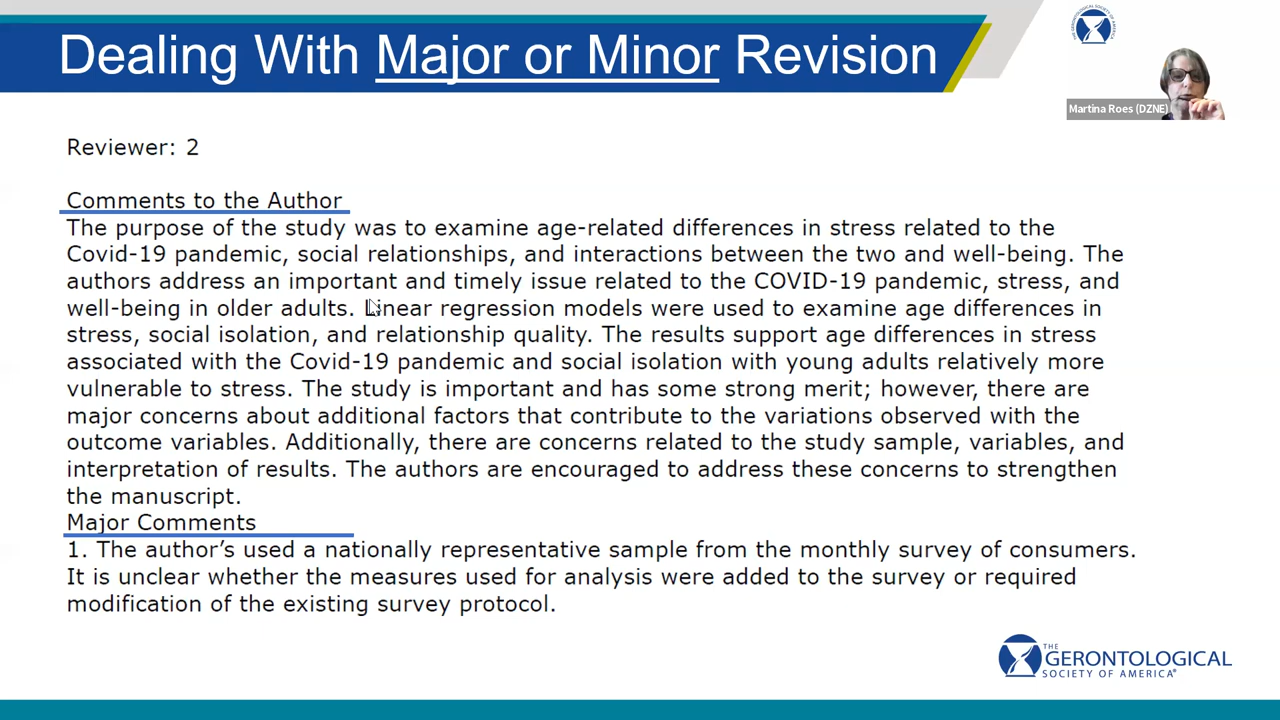 Dealing With Major or Minor Revision
Martina Roes (DZNE)
Reviewer: 2
Comments to the Author
The purpose of the study was to examine age-related differences in stress related to the
Covid-19 pandemic, social relationships, and interactions between the two and well-being. The
authors address an important and timely issue related to the COVID-19 pandemic, stress, and
well-being in older adults. Linear regression models were used to examine age differences in
stress, social isolation, and relationship quality. The results support age differences in stress
associated with the Covid-19 pandemic and social isolation with young adults relatively more
vulnerable to stress. The study is important and has some strong merit; however, there are
major concerns about additional factors that contribute to the variations observed with the
outcome variables. Additionally, there are concerns related to the study sample, variables, and
interpretation of results. The authors are encouraged to address these concerns to strengthen
the manuscript.
Major Comments
1. The author's used a nationally representative sample from the monthly survey of consumers.
It is unclear whether the measures used for analysis were added to the survey or required
modification of the existing survey protocol.
THE
GERONTOLOGICAL
SOCIETY OF AMERICA®